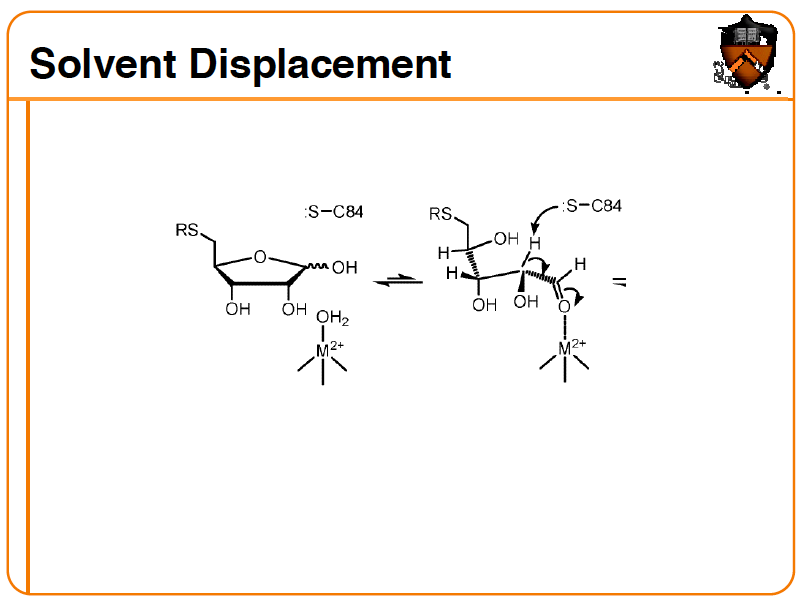 Solvent Displacement
RS
O
OH
OH
OH
:S–C84
OH₂
M²⁺
RS
OH
H
H
OH
OH
H
H
O
:S–C84
M²⁺
=